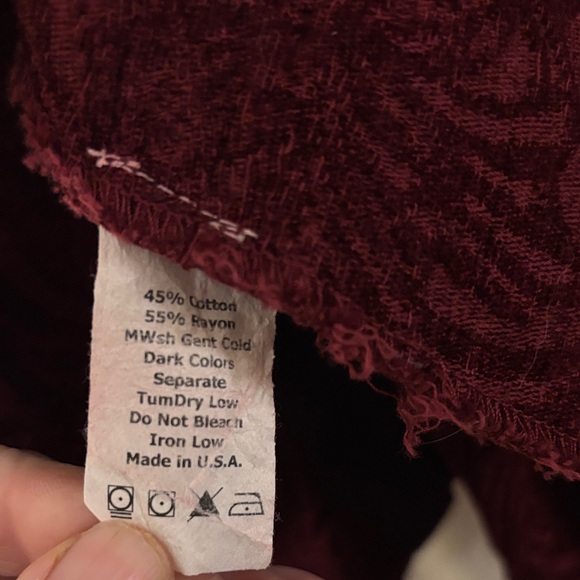 45% Cotton
55% Rayon
MWsh Gent Cold
Dark Colors
Separate
TumDry Low
Do Not Bleach
Iron Low
Made in U.S.A.